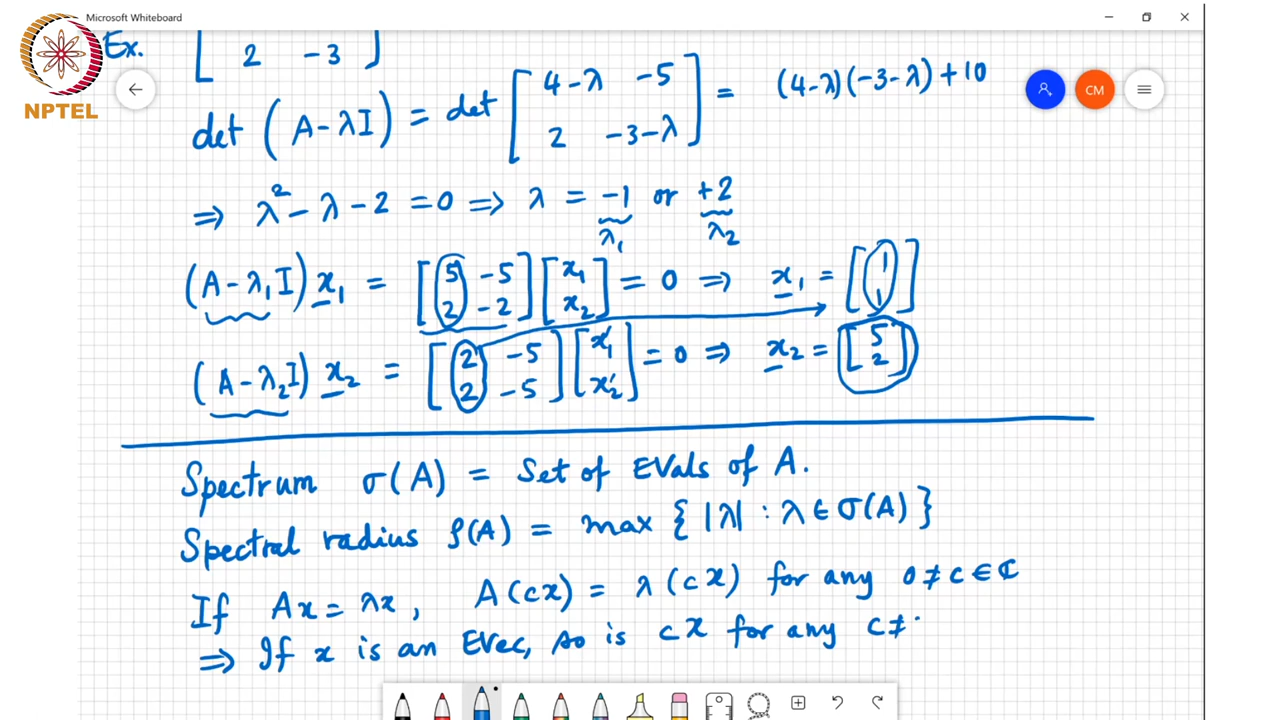 Microsoft Whiteboard
NPTEL
Ex. [ 2 -3 ]
det (A-λI) = det [ 4-λ -5 ; 2 -3-λ ] = (4-λ)(-3-λ)+10
CM
⇒ λ² - λ - 2 = 0 ⇒ λ = -1 or +2
λ₁ λ₂
(A-λ₁I) x₁ = [ 5 -5 ; 2 -2 ] [ x₁ ; x₂ ] = 0 ⇒ x₁ = [ 1 ; 1 ]
(A-λ₂I) x₂ = [ 2 -5 ; 2 -5 ] [ x₁' ; x₂' ] = 0 ⇒ x₂ = [ 5 ; 2 ]
Spectrum σ(A) = Set of EVals of A.
Spectral radius ρ(A) = max { |λ| : λ ∈ σ(A) }
If Ax = λx, A(cx) = λ(cx) for any 0 ≠ c ∈ ℂ
⇒ If x is an EVec, so is cx for any c ≠